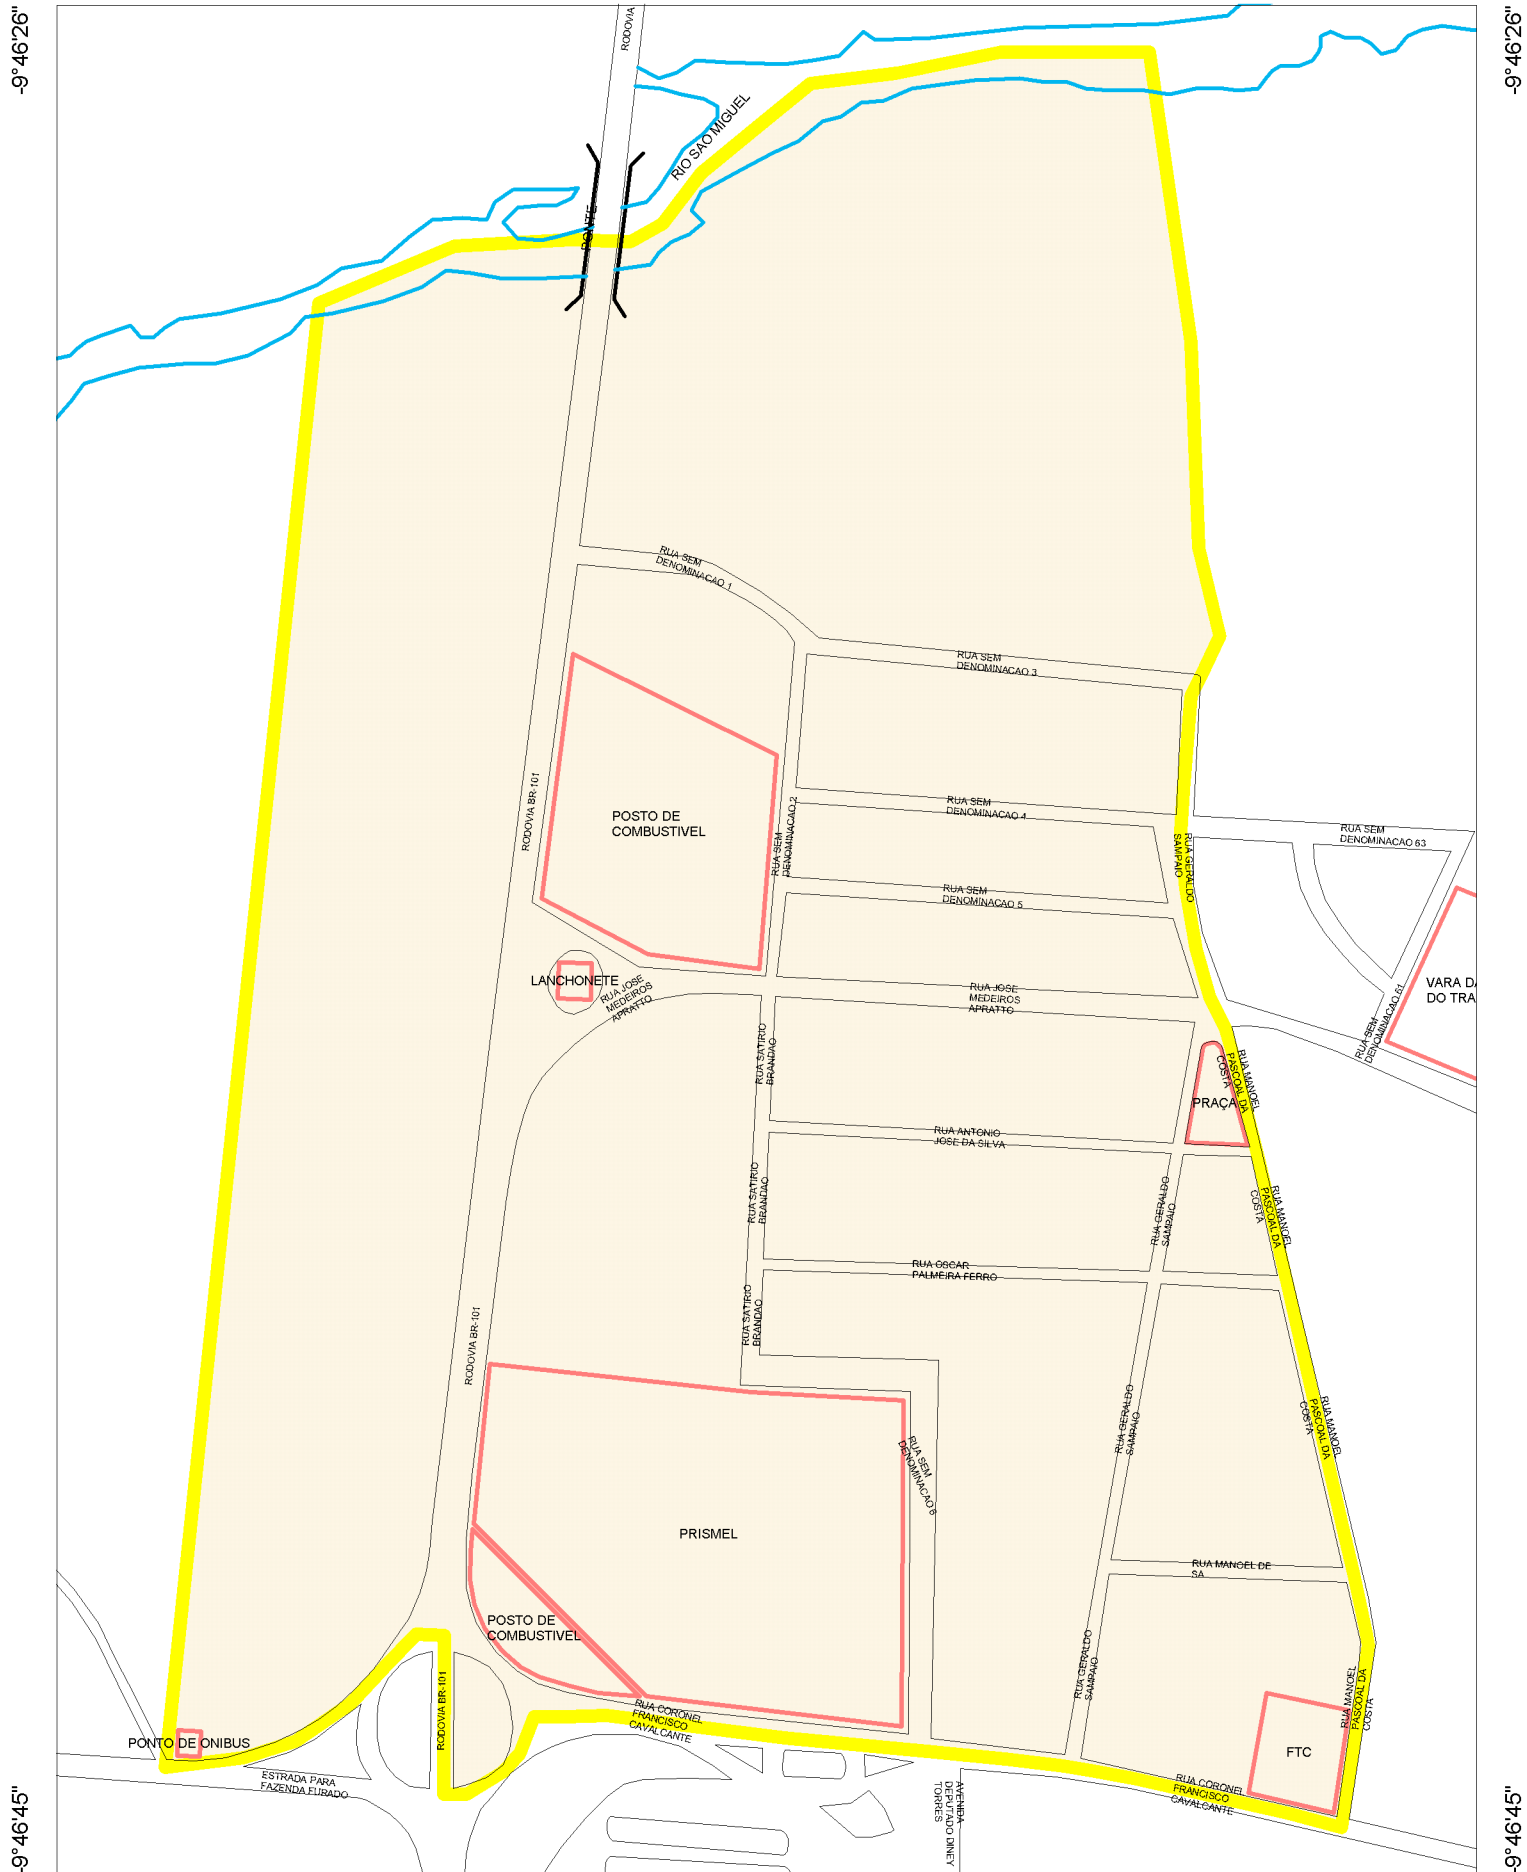 -9°46'26"
-9°46'26"
RODOVIA
RIO SAO MIGUEL
PONTE
RUA SEM
DENOMINACAO 1
RUA SEM
DENOMINACAO 3
RODOVIA BR-101
POSTO DE
COMBUSTIVEL
RUA SEM
DENOMINACAO 2
RUA SEM
DENOMINACAO 4
RUA GERALDO
SAMPAIO
RUA SEM
DENOMINACAO 63
RUA SEM
DENOMINACAO 5
LANCHONETE
RUA JOSE
MEDEIROS
APRATTO
RUA JOSE
MEDEIROS
APRATTO
VARA DA
DO TRA
RUA SEM
DENOMINACAO 61
RUA SATIRIO
BRANDAO
RUA MANOEL
PASCOAL DA
COSTA
PRAÇA
RUA ANTONIO
JOSE DA SILVA
RUA SATIRIO
BRANDAO
RUA GERALDO
SAMPAIO
RUA MANOEL
PASCOAL DA
COSTA
RUA OSCAR
PALMEIRA FERRO
RUA SATIRIO
BRANDAO
RODOVIA BR-101
RUA GERALDO
SAMPAIO
RUA MANOEL
PASCOAL DA
COSTA
RUA SEM
DENOMINACAO 6
PRISMEL
RUA MANOEL DE
SA
POSTO DE
COMBUSTIVEL
RUA GERALDO
SAMPAIO
RUA MANOEL
PASCOAL DA
COSTA
RODOVIA BR-101
RUA CORONEL
FRANCISCO
CAVALCANTE
PONTO DE ONIBUS
FTC
ESTRADA PARA
FAZENDA FURADO
RUA CORONEL
FRANCISCO
CAVALCANTE
AVENIDA
DEPUTADO DINEY
TORRES
-9°46'45"
-9°46'45"